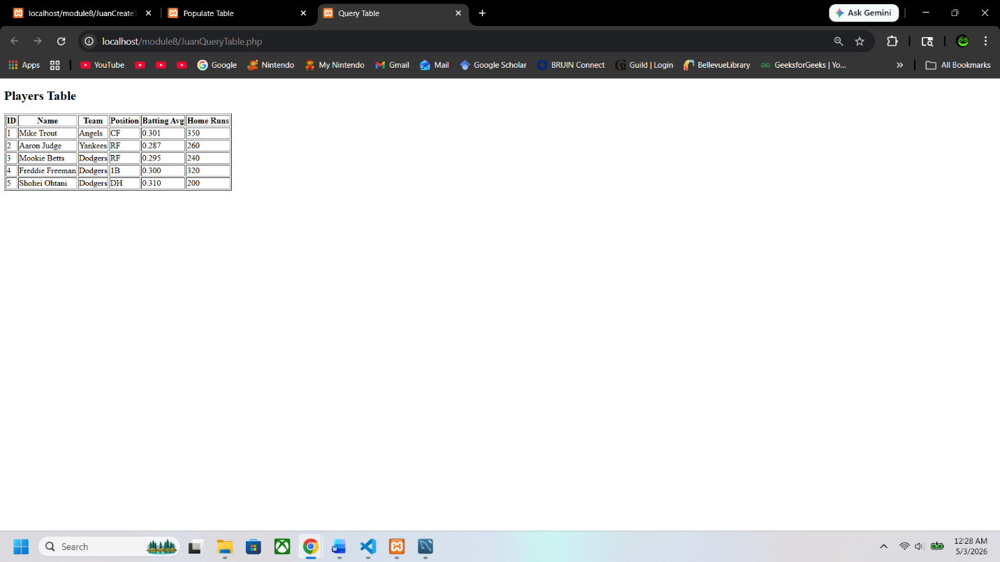 localhost/module8/JuanCreateT
Populate Table
Query Table
Ask Gemini
localhost/module8/JuanQueryTable.php
Apps YouTube Google Nintendo My Nintendo Gmail Mail Google Scholar BRUIN Connect Guild | Login BellevueLibrary GeeksforGeeks | Yo... » All Bookmarks
Players Table
ID Name Team Position Batting Avg Home Runs
1 Mike Trout Angels CF 0.301 350
2 Aaron Judge Yankees RF 0.287 260
3 Mookie Betts Dodgers RF 0.295 240
4 Freddie Freeman Dodgers 1B 0.300 320
5 Shohei Ohtani Dodgers DH 0.310 200
Search
12:28 AM
5/3/2026